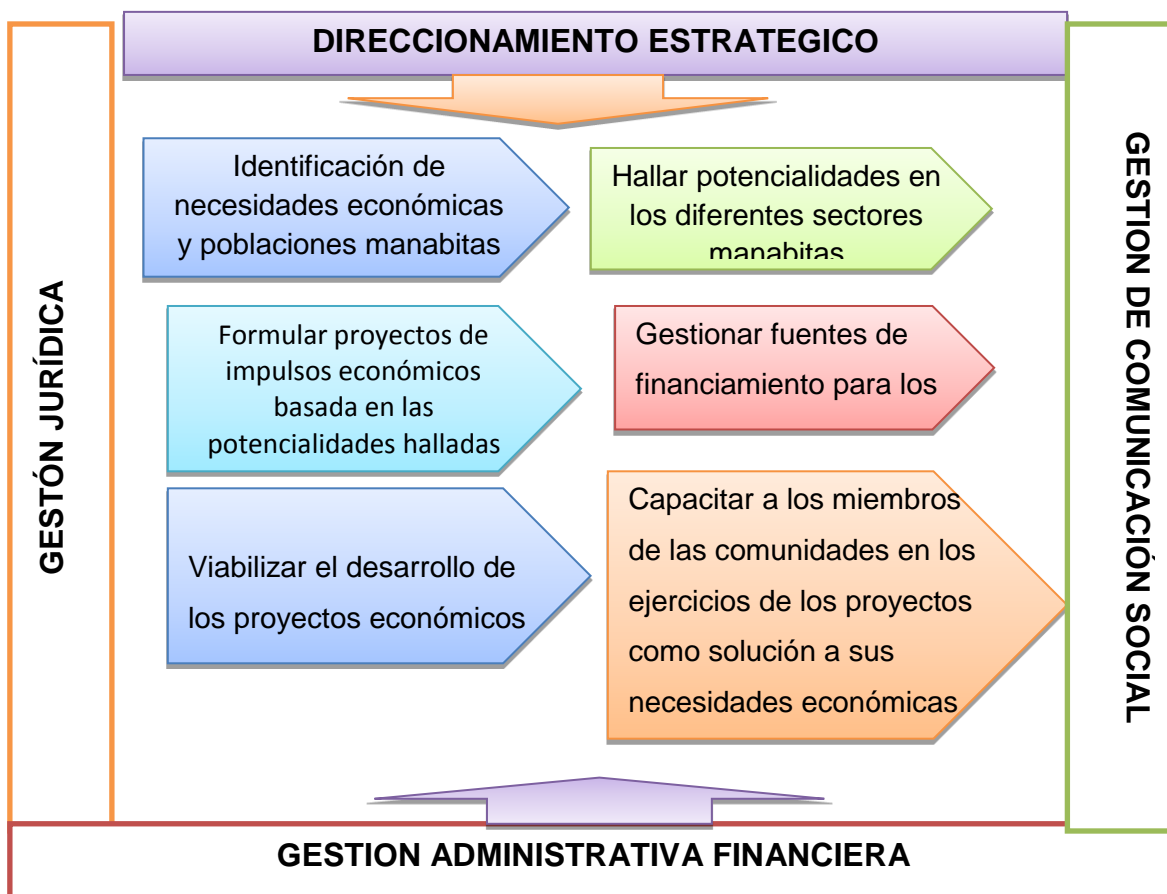 DIRECCIONAMIENTO ESTRATEGICO
GESTÓN JURÍDICA
Identificación de
necesidades económicas
y poblaciones manabitas
Hallar potencialidades en
los diferentes sectores
manabitas.
Formular proyectos de
impulsos económicos
basada en las
potencialidades halladas
Gestionar fuentes de
financiamiento para los
Viabilizar el desarrollo de
los proyectos económicos
Capacitar a los miembros
de las comunidades en los
ejercicios de los proyectos
como solución a sus
necesidades económicas
GESTION DE COMUNICACIÓN SOCIAL
GESTION ADMINISTRATIVA FINANCIERA